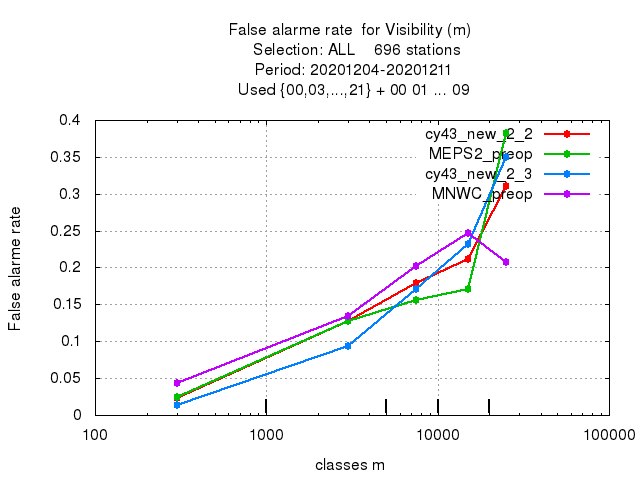 False alarme rate  for Visibility (m)
Selection: ALL    696 stations
Period: 20201204-20201211
Used {00,03,...,21} + 00 01 ... 09
0.4
0.35
0.3
0.25
0.2
0.15
0.1
0.05
0
False alarme rate
cy43_new_2_2
MEPS2_preop
cy43_new_2_3
MNWC_preop
100
1000
10000
100000
classes m